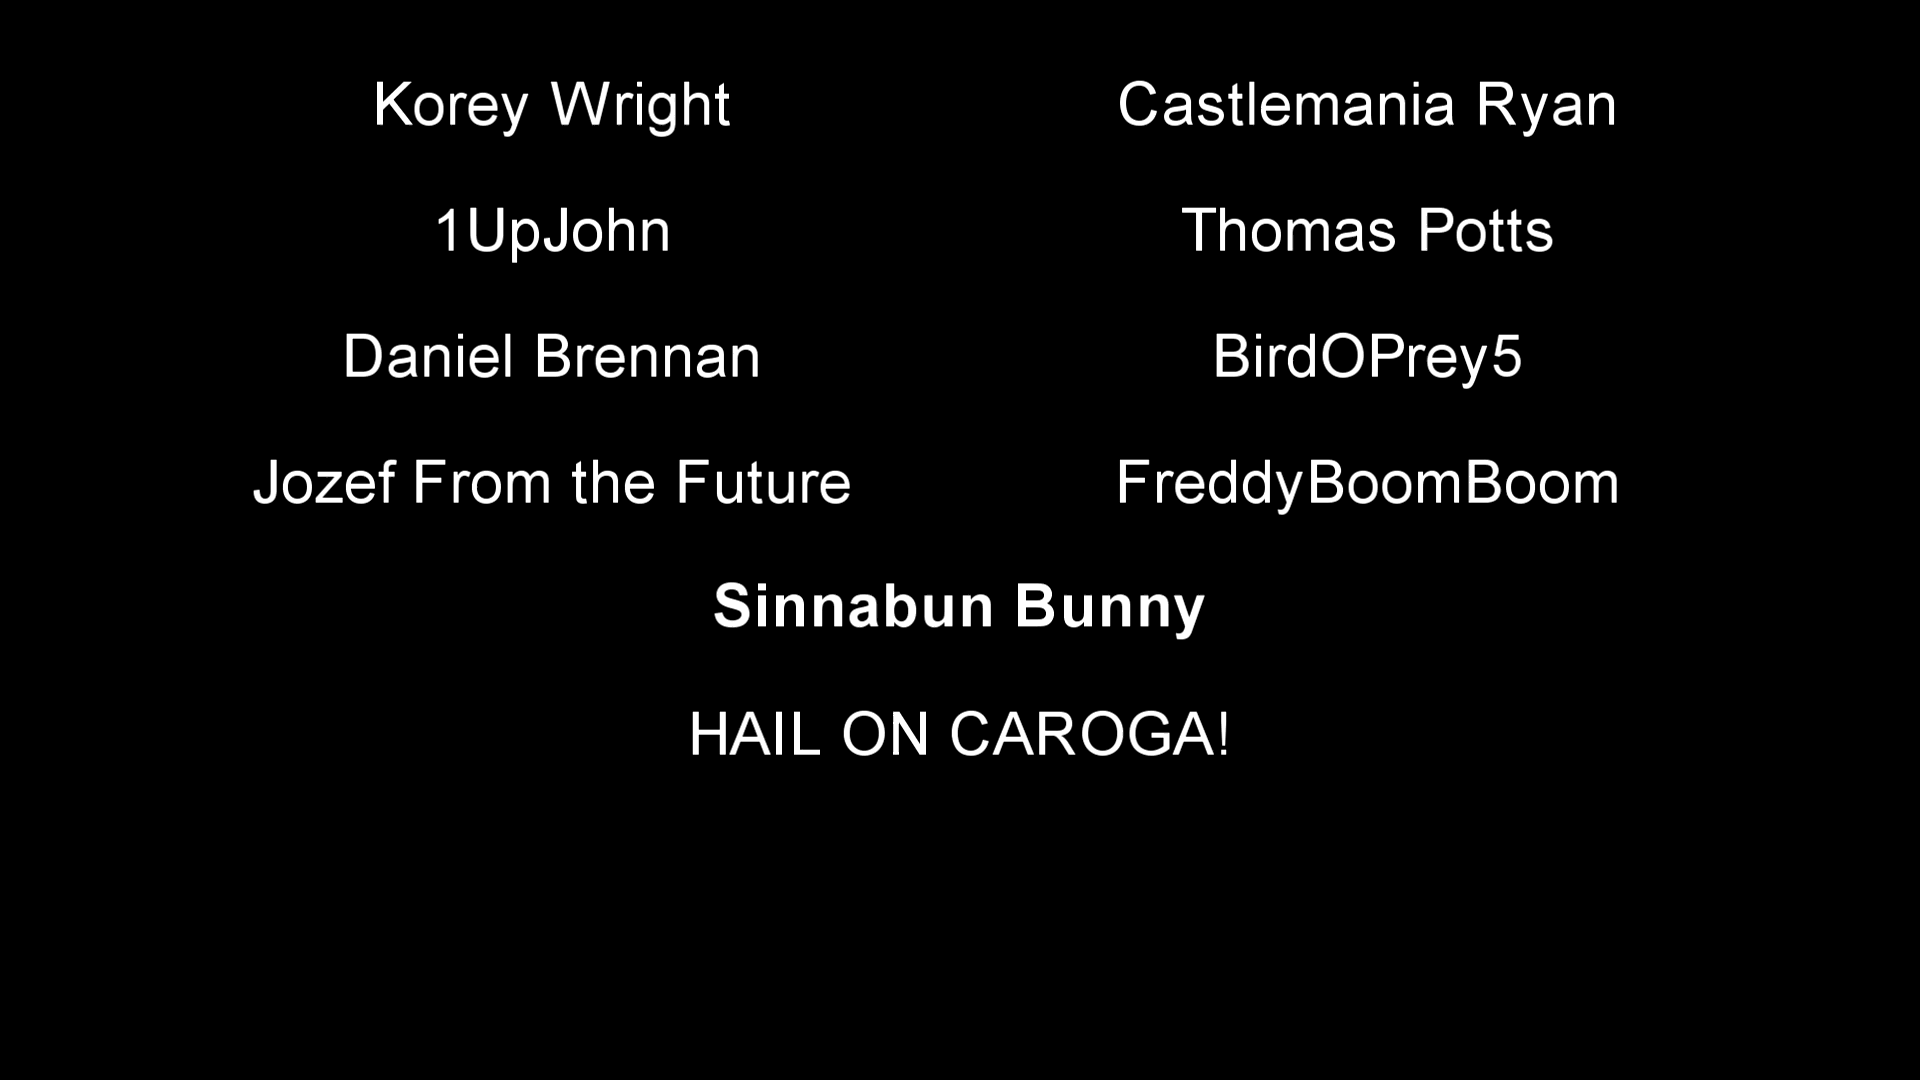 Korey Wright
Castlemania Ryan
1UpJohn
Thomas Potts
Daniel Brennan
BirdOPrey5
Jozef From the Future
FreddyBoomBoom
Sinnabun Bunny
HAIL ON CAROGA!